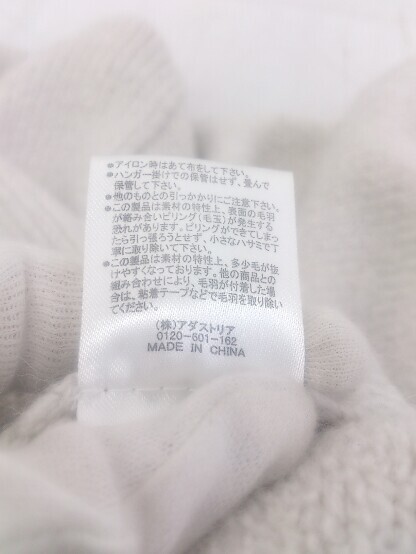 ●アイロン時はあて布をして下さい。
●ハンガー掛けでの保管はせず、畳んで
保管して下さい。
●他のものとの引っかかりにご注意下さい。
●この製品は素材の特性上、表面の毛羽
が絡み合いピリング(毛玉)が発生する
恐れがあります。ピリングができてしまっ
たら引っ張ろうとせず、小さなハサミで丁
寧に取り除いて下さい。
●この製品は素材の特性上、多少毛が抜
けやすくなっております。他の商品との
組み合わせにより、毛羽が付着した場
合は、粘着テープなどで毛羽を取り除い
てください。
(株)アダストリア
0120-601-162
MADE IN CHINA